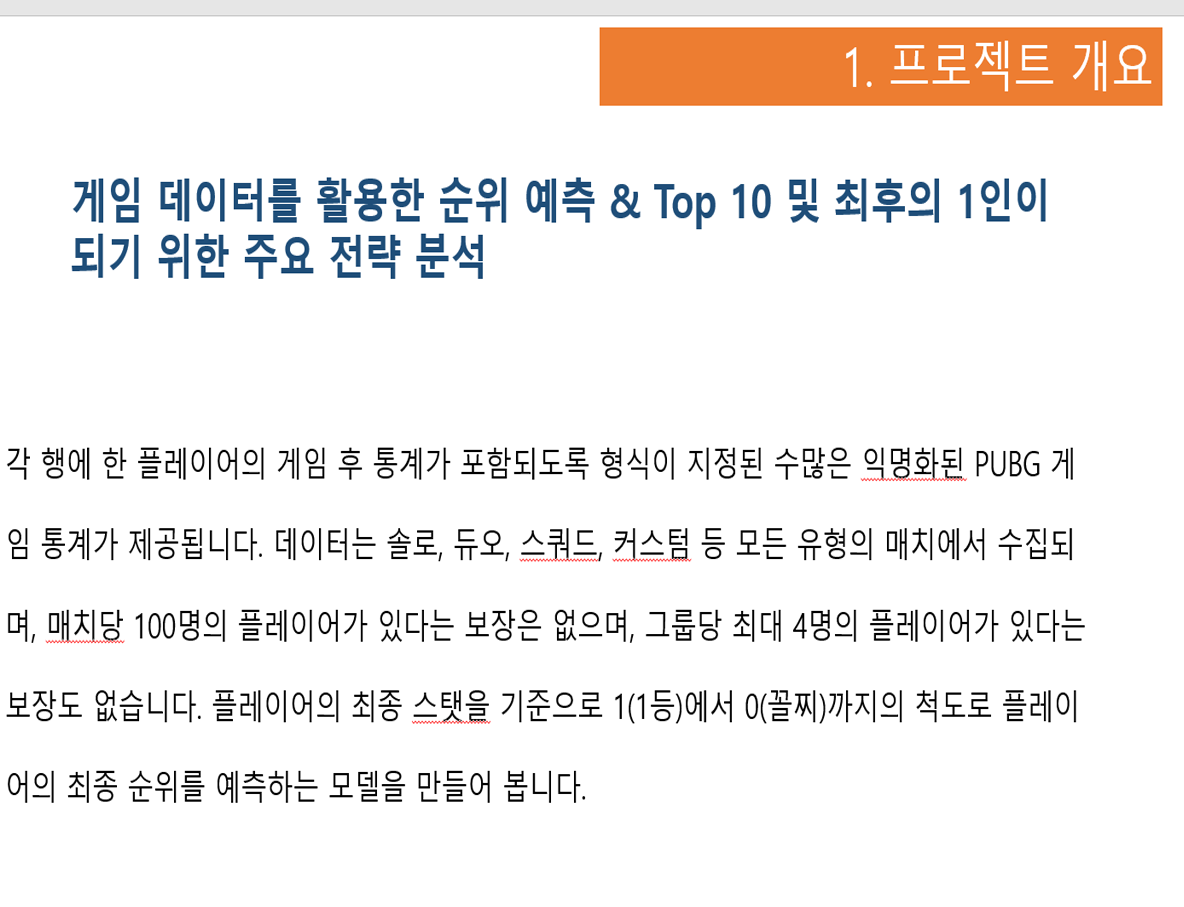 1. 프로젝트 개요
게임 데이터를 활용한 순위 예측 & Top 10 및 최후의 1인이
되기 위한 주요 전략 분석
각 행에 한 플레이어의 게임 후 통계가 포함되도록 형식이 지정된 수많은 익명화된 PUBG 게
임 통계가 제공됩니다. 데이터는 솔로, 듀오, 스쿼드, 커스텀 등 모든 유형의 매치에서 수집되
며, 매치당 100명의 플레이어가 있다는 보장은 없으며, 그룹당 최대 4명의 플레이어가 있다는
보장도 없습니다. 플레이어의 최종 스탯을 기준으로 1(1등)에서 0(꼴찌)까지의 척도로 플레이
어의 최종 순위를 예측하는 모델을 만들어 봅니다.